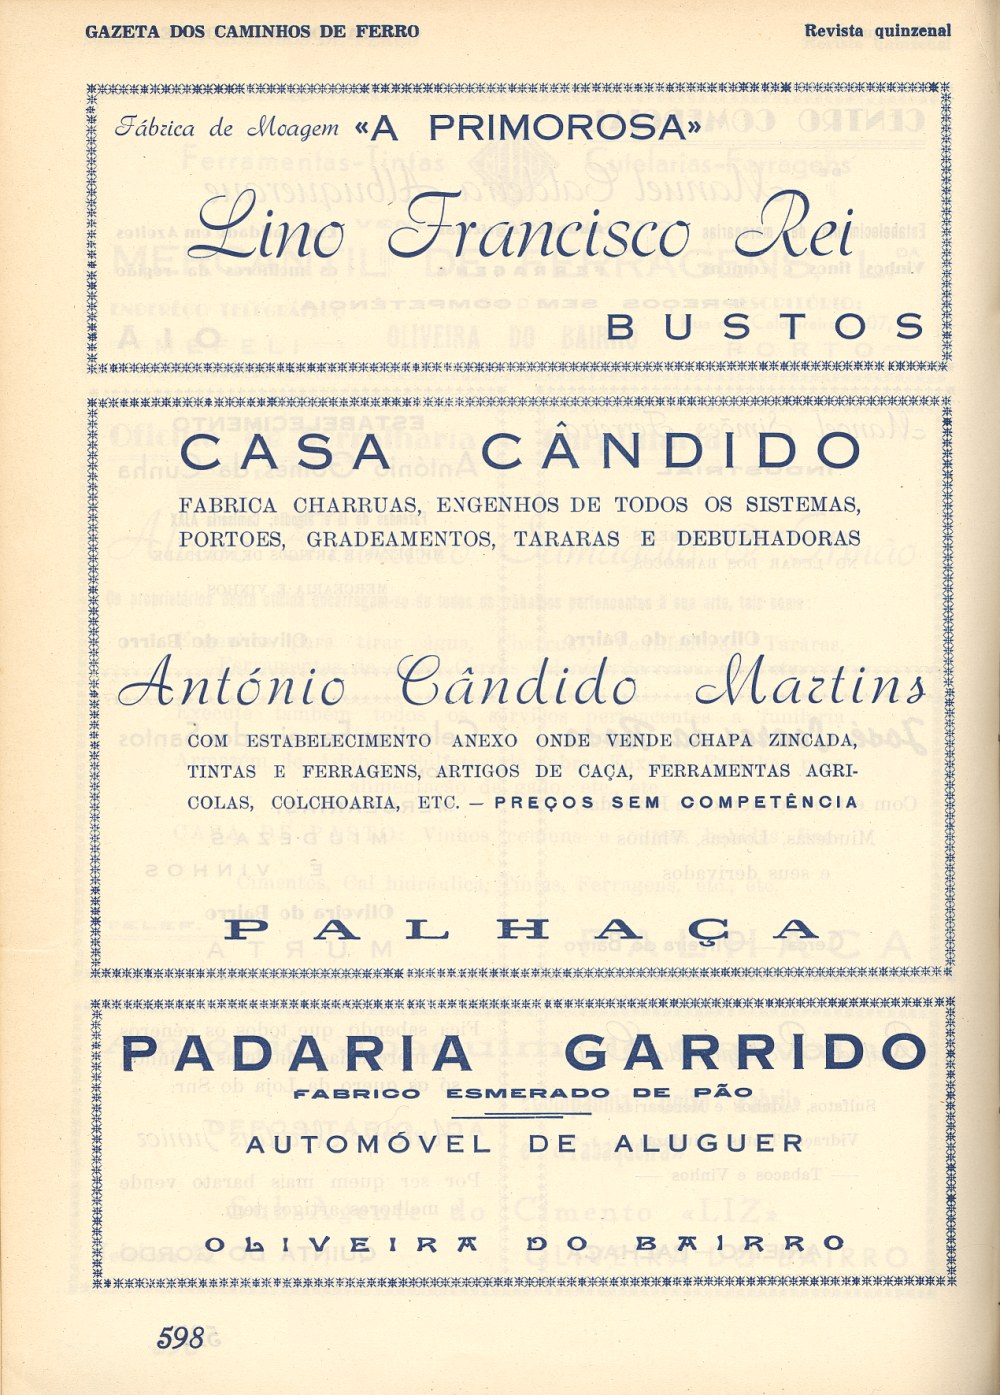 GAZETA DOS CAMINHOS DE FERRO Revista quinzenal
Fábrica de Moagem «A PRIMOROSA»
Lino Francisco Rei
BUSTOS
CASA CÂNDIDO
FABRICA CHARRUAS, ENGENHOS DE TODOS OS SISTEMAS,
PORTOES, GRADEAMENTOS, TARARAS E DEBULHADORAS
António Cândido Martins
COM ESTABELECIMENTO ANEXO ONDE VENDE CHAPA ZINCADA,
TINTAS E FERRAGENS, ARTIGOS DE CAÇA, FERRAMENTAS AGRI-
COLAS, COLCHOARIA, ETC. — PREÇOS SEM COMPETÊNCIA
PALHAÇA
PADARIA GARRIDO
FABRICO ESMERADO DE PÃO
AUTOMÓVEL DE ALUGUER
OLIVEIRA DO BAIRRO
598